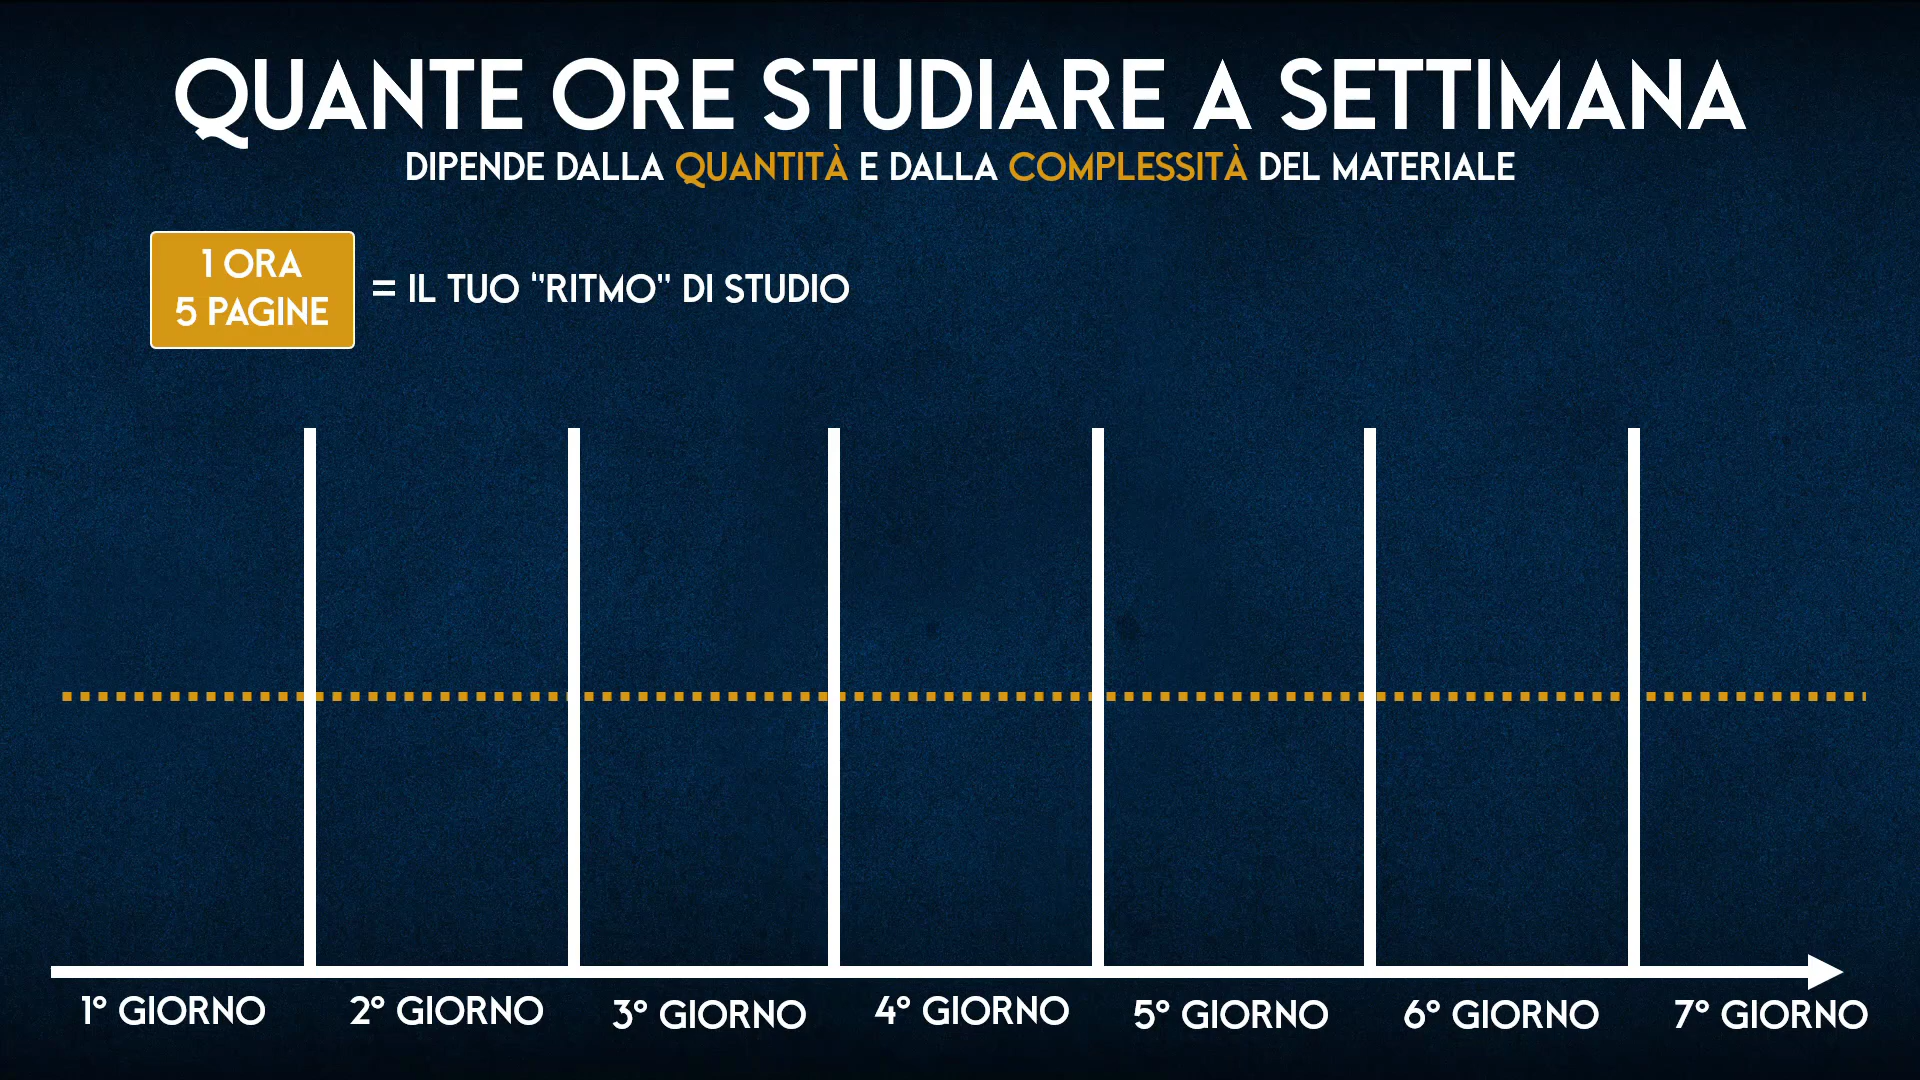 QUANTE ORE STUDIARE A SETTIMANA
DIPENDE DALLA QUANTITÀ E DALLA COMPLESSITÀ DEL MATERIALE
1 ORA
5 PAGINE
= IL TUO "RITMO" DI STUDIO
1° GIORNO
2° GIORNO
3° GIORNO
4° GIORNO
5° GIORNO
6° GIORNO
7° GIORNO